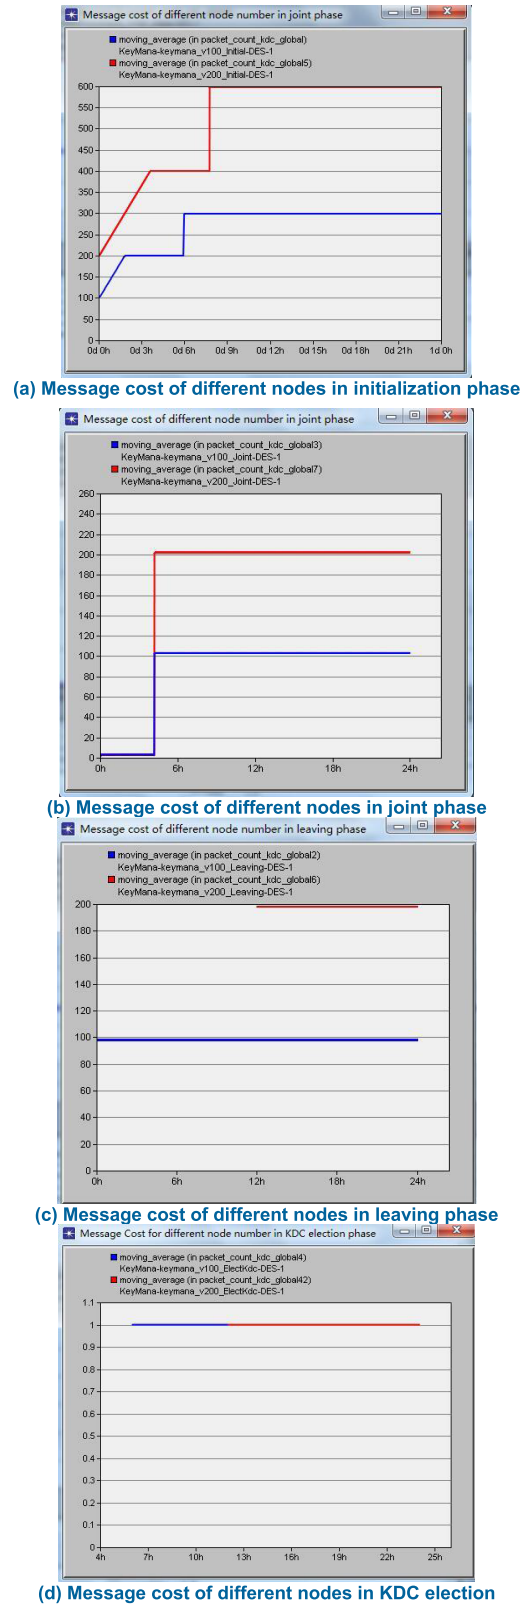 Message cost of different node number in joint phase
moving_average (in packet_count_kdc_global)
KeyMana-keymana_v100_Initial-DES-1
moving_average (in packet_count_kdc_global5)
KeyMana-keymana_v200_Initial-DES-1
600
550
500
450
400
350
300
250
200
150
100
50
0
0d 0h 0d 3h 0d 6h 0d 9h 0d 12h 0d 15h 0d 18h 0d 21h 1d 0h
(a) Message cost of different nodes in initialization phase
Message cost of different node number in joint phase
moving_average (in packet_count_kdc_global3)
KeyMana-keymana_v100_Joint-DES-1
moving_average (in packet_count_kdc_global7)
KeyMana-keymana_v200_Joint-DES-1
260
240
220
200
180
160
140
120
100
80
60
40
20
0
0h 6h 12h 18h 24h
(b) Message cost of different nodes in joint phase
Message cost of different node number in leaving phase
moving_average (in packet_count_kdc_global2)
KeyMana-keymana_v100_Leaving-DES-1
moving_average (in packet_count_kdc_global6)
KeyMana-keymana_v200_Leaving-DES-1
200
180
160
140
120
100
80
60
40
20
0
0h 6h 12h 18h 24h
(c) Message cost of different nodes in leaving phase
Message Cost for different node number in KDC election phase
moving_average (in packet_count_kdc_global4)
KeyMana-keymana_v100_ElectKdc-DES-1
moving_average (in packet_count_kdc_global42)
KeyMana-keymana_v200_ElectKdc-DES-1
1.1
1
0.9
0.8
0.7
0.6
0.5
0.4
0.3
0.2
0.1
0
4h 7h 10h 13h 16h 19h 22h 25h
(d) Message cost of different nodes in KDC election